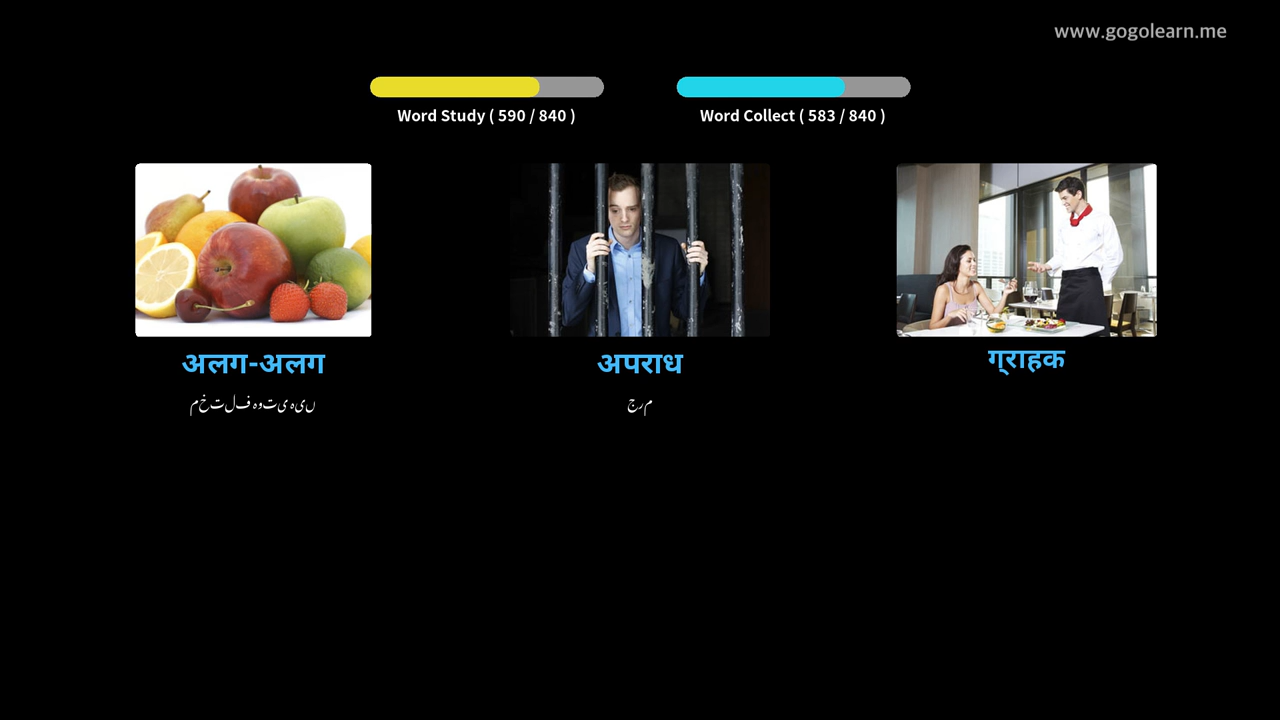 www.gogolearn.me
Word Study ( 590 / 840 )
Word Collect ( 583 / 840 )
अलग-अलग
अपराध
ग्राहक
مختلف ہوتی ہیں
جرم